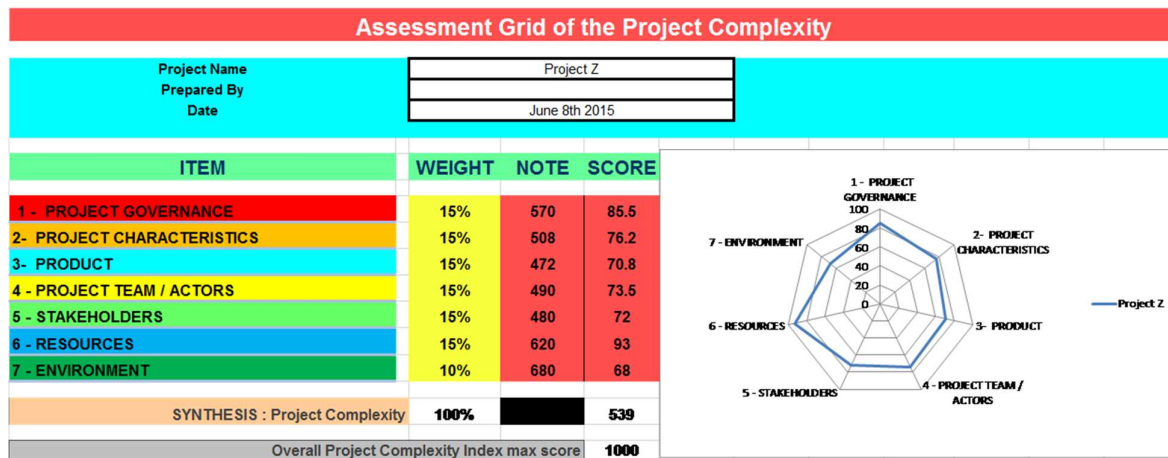 Assessment Grid of the Project Complexity
Project Name Project Z
Prepared By
Date June 8th 2015
ITEM WEIGHT NOTE SCORE
1 - PROJECT GOVERNANCE 15% 570 85.5
2- PROJECT CHARACTERISTICS 15% 508 76.2
3- PRODUCT 15% 472 70.8
4 - PROJECT TEAM / ACTORS 15% 490 73.5
5 - STAKEHOLDERS 15% 480 72
6 - RESOURCES 15% 620 93
7 - ENVIRONMENT 10% 680 68
SYNTHESIS : Project Complexity 100% 539
Overall Project Complexity Index max score 1000
1 - PROJECT
GOVERNANCE
100
80
60
40
20
0
2- PROJECT
CHARACTERISTICS
3- PRODUCT
4 - PROJECT TEAM /
ACTORS
5 - STAKEHOLDERS
6 - RESOURCES
7 - ENVIRONMENT
Project Z